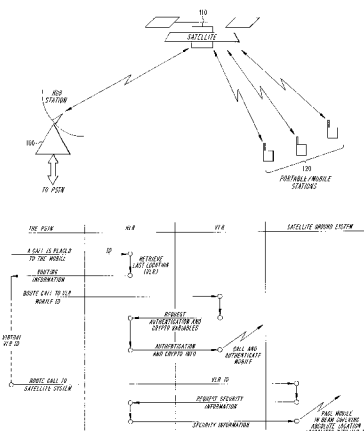 110
SATELLITE
HUB
STATION
100
TO PSTN
120
PORTABLE/MOBILE
STATIONS
THE PSTN HLR VLR SATELLITE GROUND SYSTEM
A CALL IS PLACED
TO THE MOBILE
ID
RETRIEVE
LAST LOCATION
(VLR)
ROUTING
INFORMATION
ROUTE CALL TO VLR
MOBILE ID
REQUEST
AUTHENTICATION AND
CRYPTO VARIABLES
VIRTUAL
VLR ID
AUTHENTICATION
AND CRYPTO INFO
CALL AND
AUTHENTICATE
MOBILE
ROUTE CALL TO
SATELLITE SYSTEM
VLR ID
REQUEST SECURITY
INFORMATION
SECURITY INFORMATION
PAGE MOBILE
IN BEAM COVERING
ABSOLUTE LOCATION